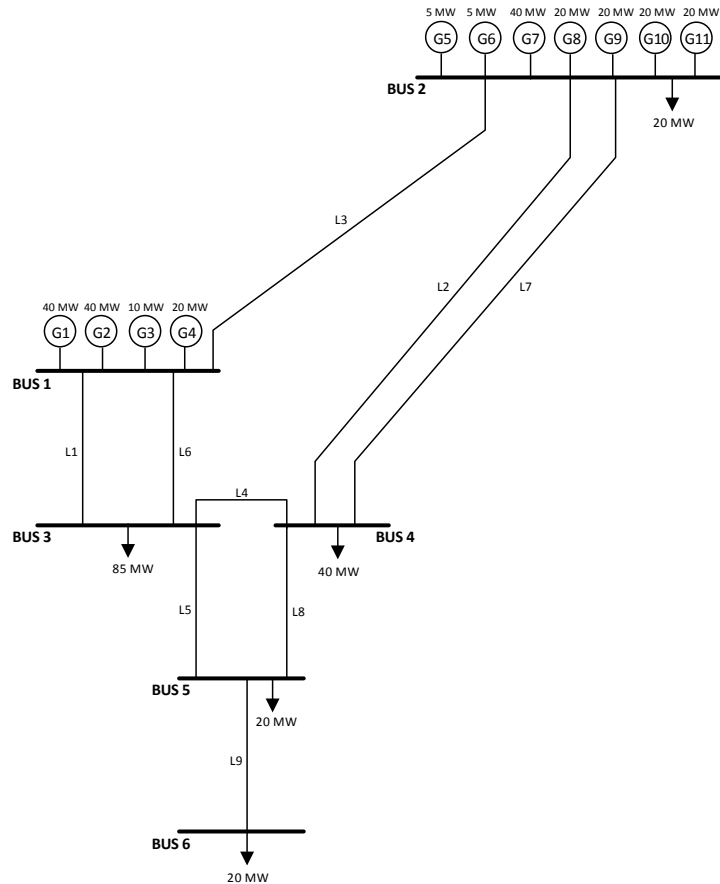 5 MW 5 MW 40 MW 20 MW 20 MW 20 MW 20 MW
G5 G6 G7 G8 G9 G10 G11
BUS 2
20 MW
L3
L2 L7
40 MW 40 MW 10 MW 20 MW
G1 G2 G3 G4
BUS 1
L1 L6
L4
BUS 3 BUS 4
85 MW 40 MW
L5 L8
BUS 5
20 MW
L9
BUS 6
20 MW